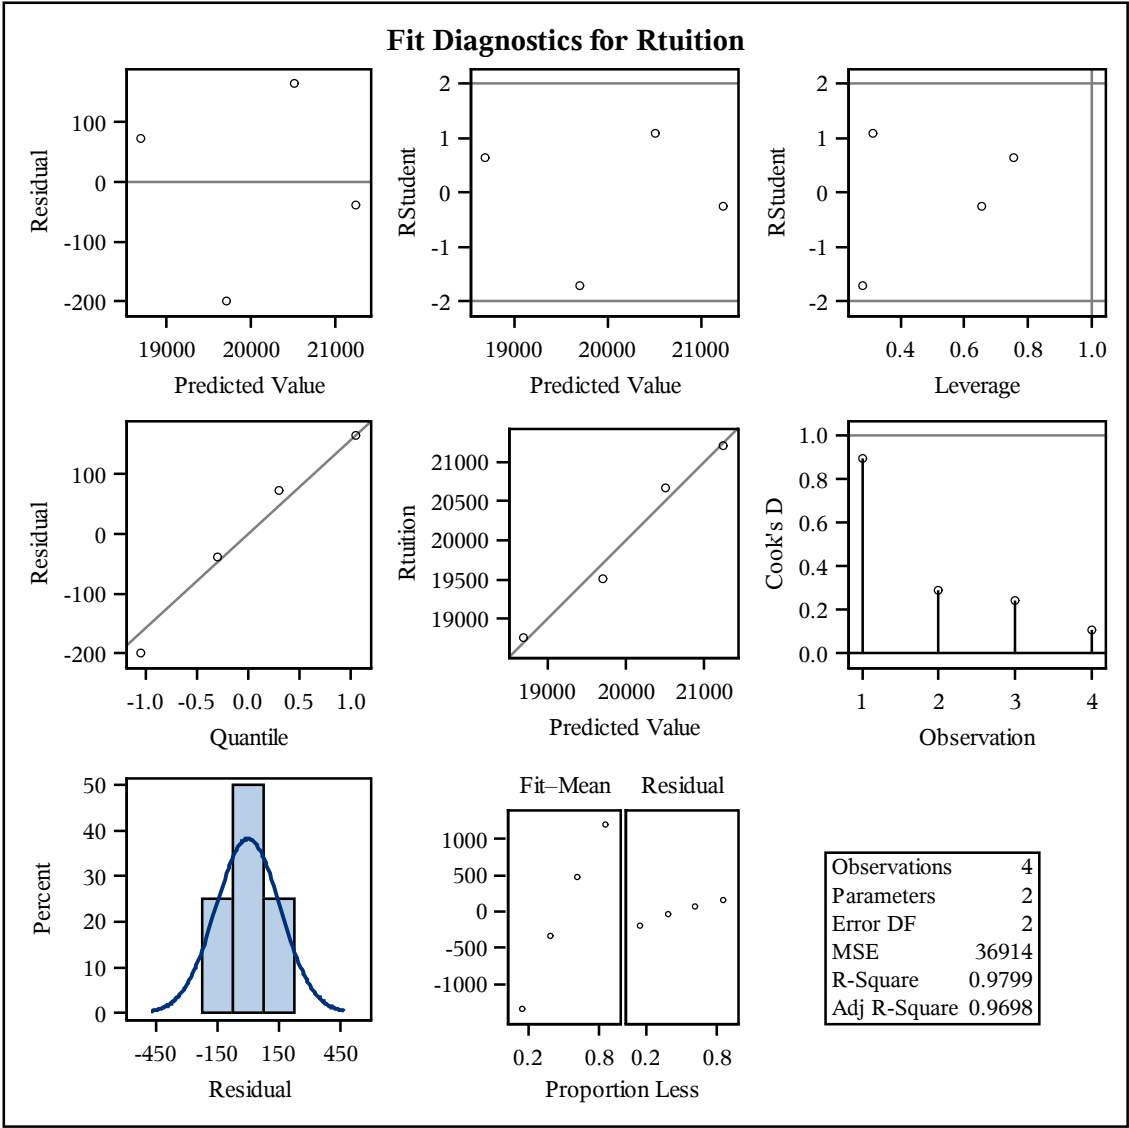 Fit Diagnostics for Rtuition
Residual
100
0
-100
-200
19000 20000 21000
Predicted Value
RStudent
2
1
0
-1
-2
19000 20000 21000
Predicted Value
RStudent
2
1
0
-1
-2
0.4 0.6 0.8 1.0
Leverage
Residual
100
0
-100
-200
-1.0 -0.5 0.0 0.5 1.0
Quantile
Rtuition
21000
20500
20000
19500
19000
19000 20000 21000
Predicted Value
Cook's D
1.0
0.8
0.6
0.4
0.2
0.0
1 2 3 4
Observation
Percent
50
40
30
20
10
0
-450 -150 150 450
Residual
Fit–Mean Residual
1000
500
0
-500
-1000
0.2 0.8 0.2 0.8
Proportion Less
Observations 4
Parameters 2
Error DF 2
MSE 36914
R-Square 0.9799
Adj R-Square 0.9698